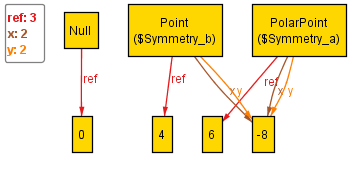 ref: 3
x: 2
y: 2
Null
Point
($Symmetry_b)
PolarPoint
($Symmetry_a)
ref
ref
x y
ref
x y
0
4
6
-8